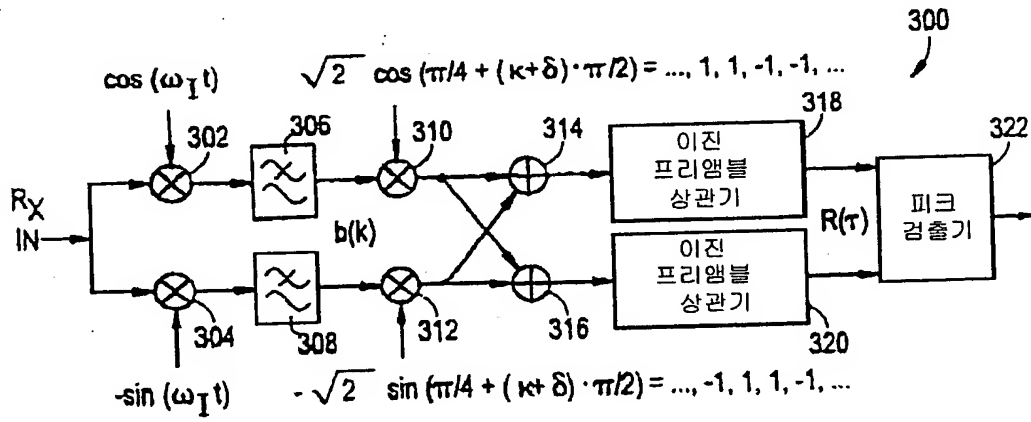 300
cos (ω_I t)
√2 cos (π/4 + (κ+δ)·π/2) = ..., 1, 1, -1, -1, ...
302
306
310
314
318
322
R_X
IN
b(k)
이진
프리앰블
상관기
R(τ)
피크
검출기
이진
프리앰블
상관기
304
308
312
316
320
-sin (ω_I t)
-√2 sin (π/4 + (κ+δ)·π/2) = ..., -1, 1, 1, -1, ...